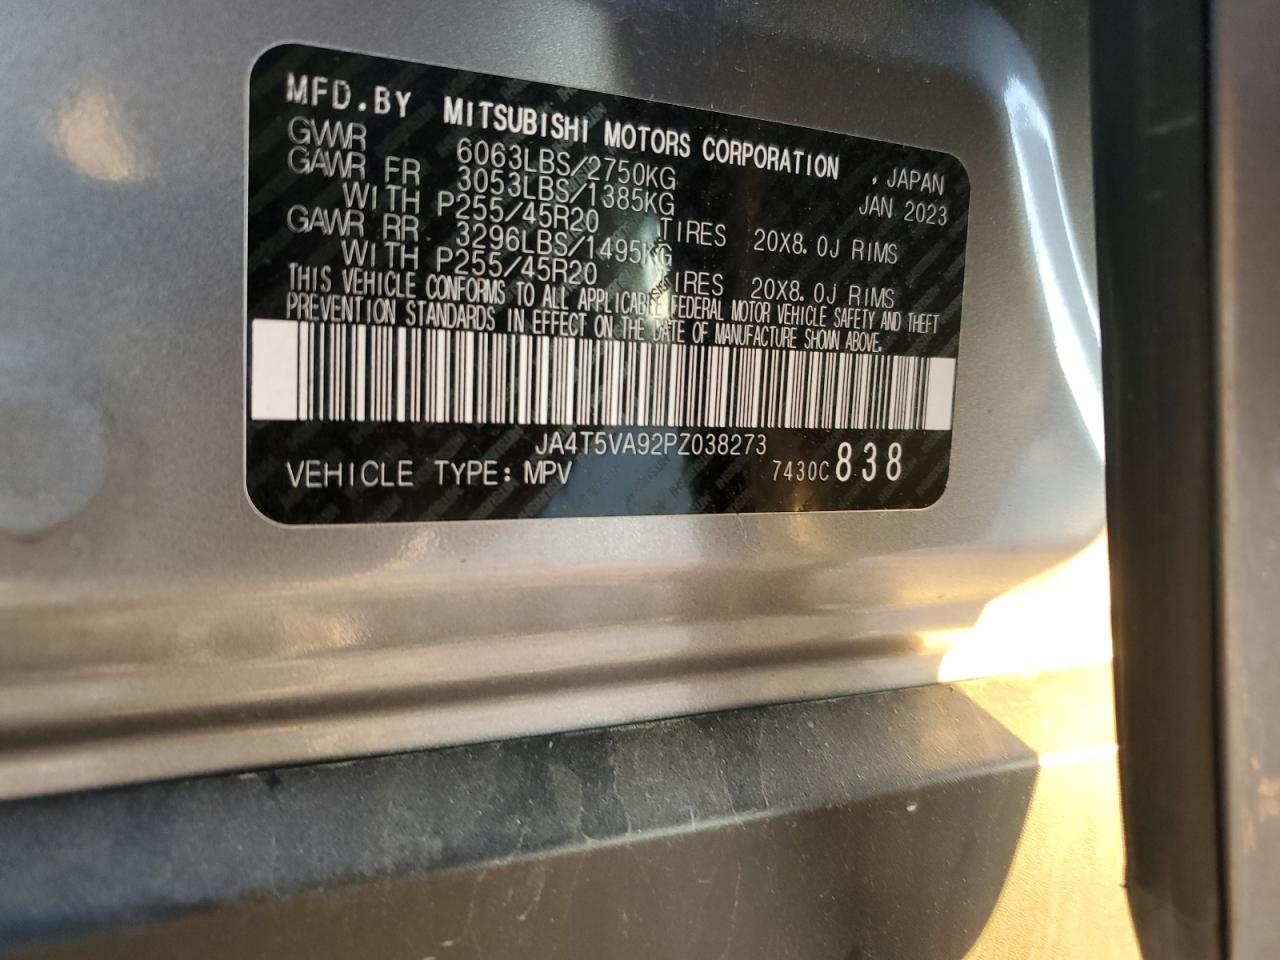 MFD.BY MITSUBISHI MOTORS CORPORATION , JAPAN
GVWR 6063LBS/2750KG JAN 2023
GAWR FR 3053LBS/1385KG
WITH P255/45R20 TIRES 20X8.0J RIMS
GAWR RR 3296LBS/1495KG
WITH P255/45R20 TIRES 20X8.0J RIMS
THIS VEHICLE CONFORMS TO ALL APPLICABLE FEDERAL MOTOR VEHICLE SAFETY AND THEFT
PREVENTION STANDARDS IN EFFECT ON THE DATE OF MANUFACTURE SHOWN ABOVE.
JA4T5VA92PZ038273
VEHICLE TYPE: MPV 7430C 838